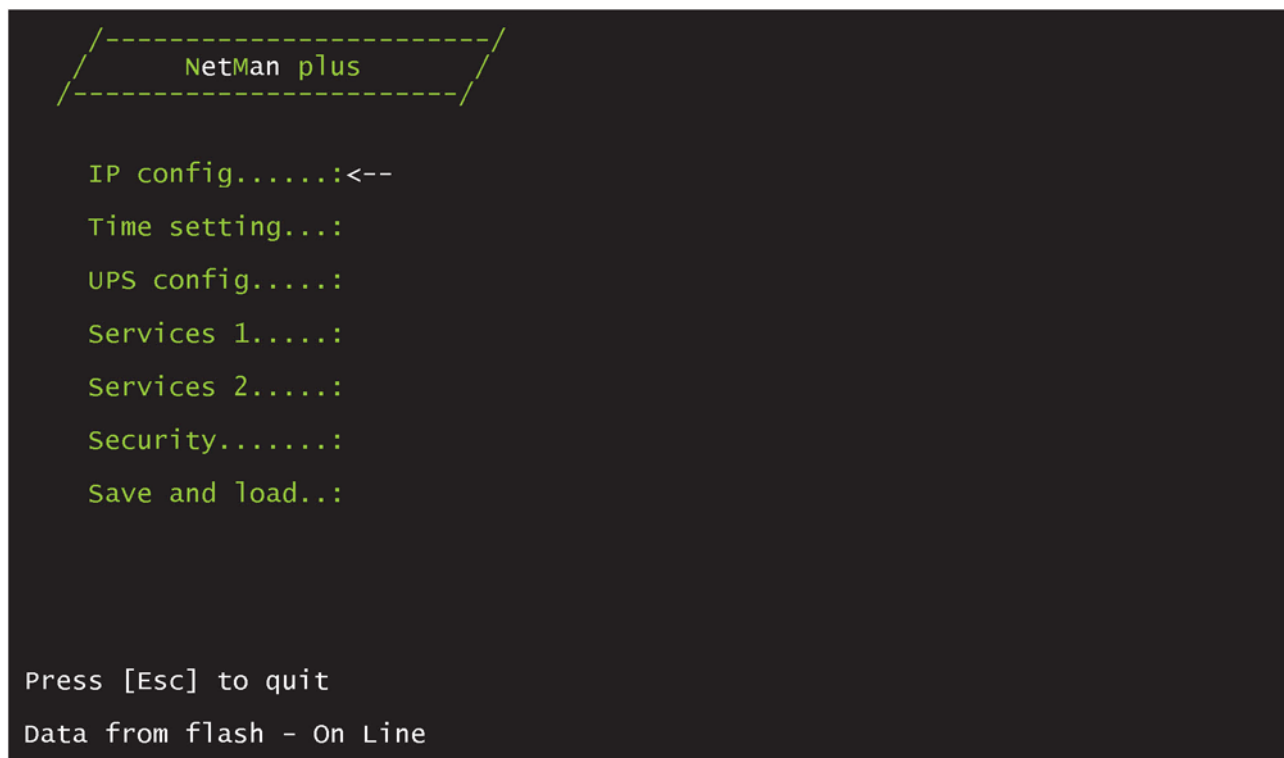 /------------------------/
/ NetMan plus /
/------------------------/
IP config......:<--
Time setting...:
UPS config.....:
Services 1.....:
Services 2.....:
Security.......:
Save and load..:
Press [Esc] to quit
Data from flash - On Line